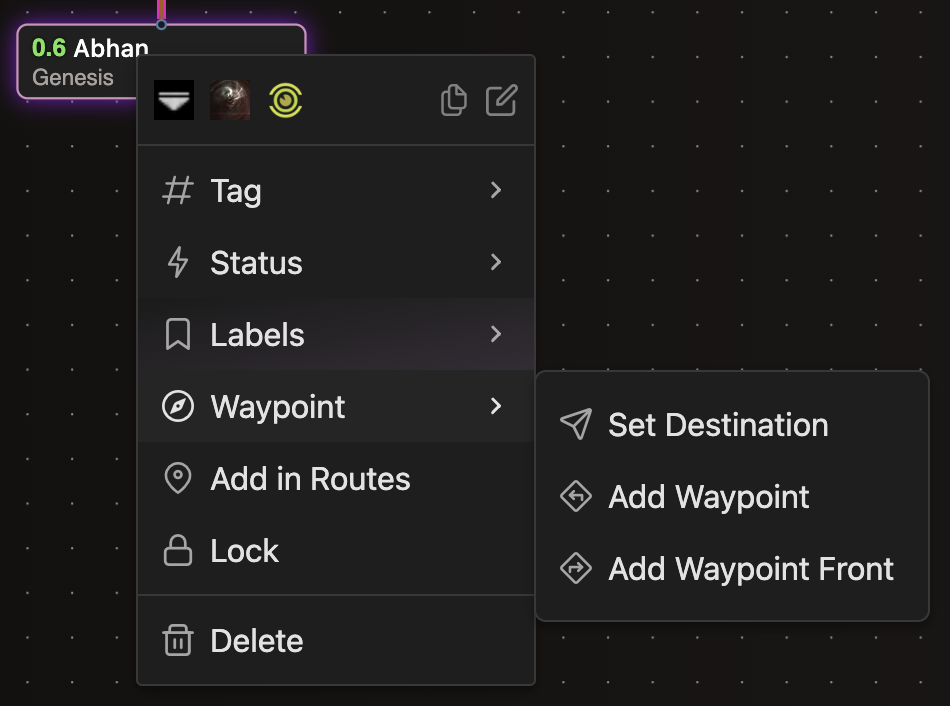 0.6 Abhan
Genesis
Tag
Status
Labels
Waypoint
Add in Routes
Lock
Delete
Set Destination
Add Waypoint
Add Waypoint Front